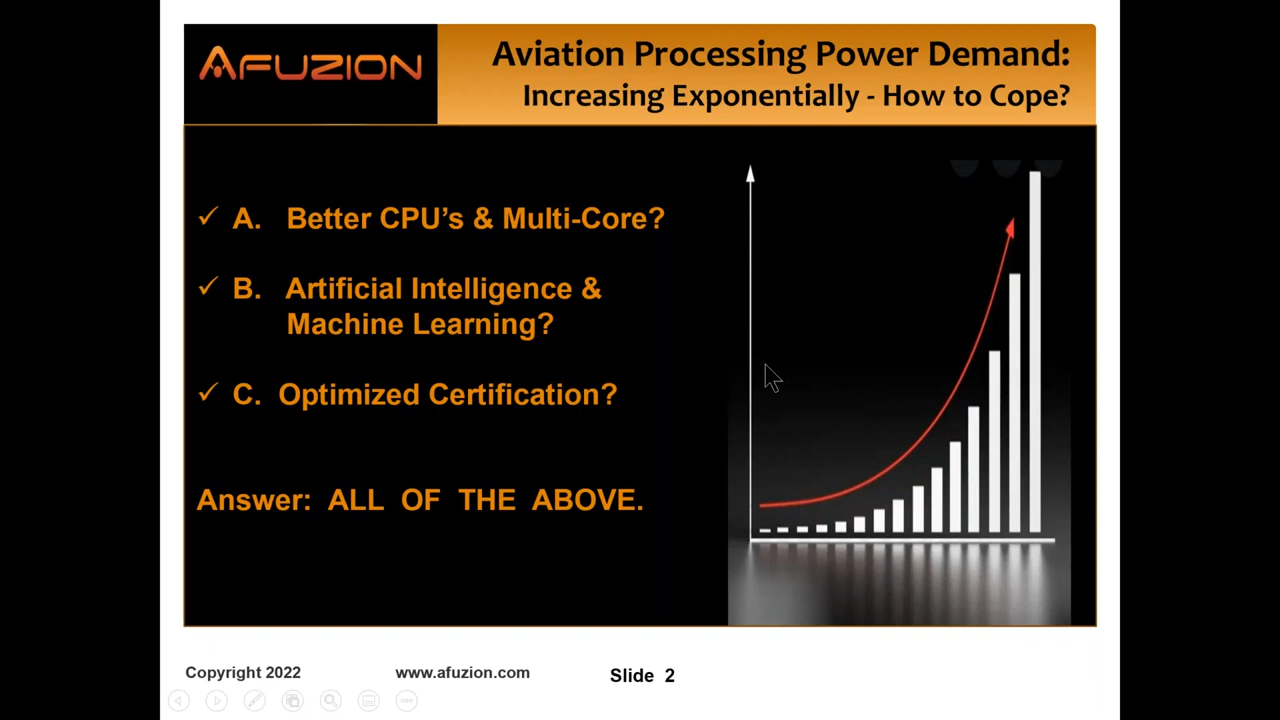 AFUZION
Aviation Processing Power Demand:
Increasing Exponentially - How to Cope?
✓ A. Better CPU's & Multi-Core?
✓ B. Artificial Intelligence &
Machine Learning?
✓ C. Optimized Certification?
Answer: ALL OF THE ABOVE.
Copyright 2022 www.afuzion.com Slide 2